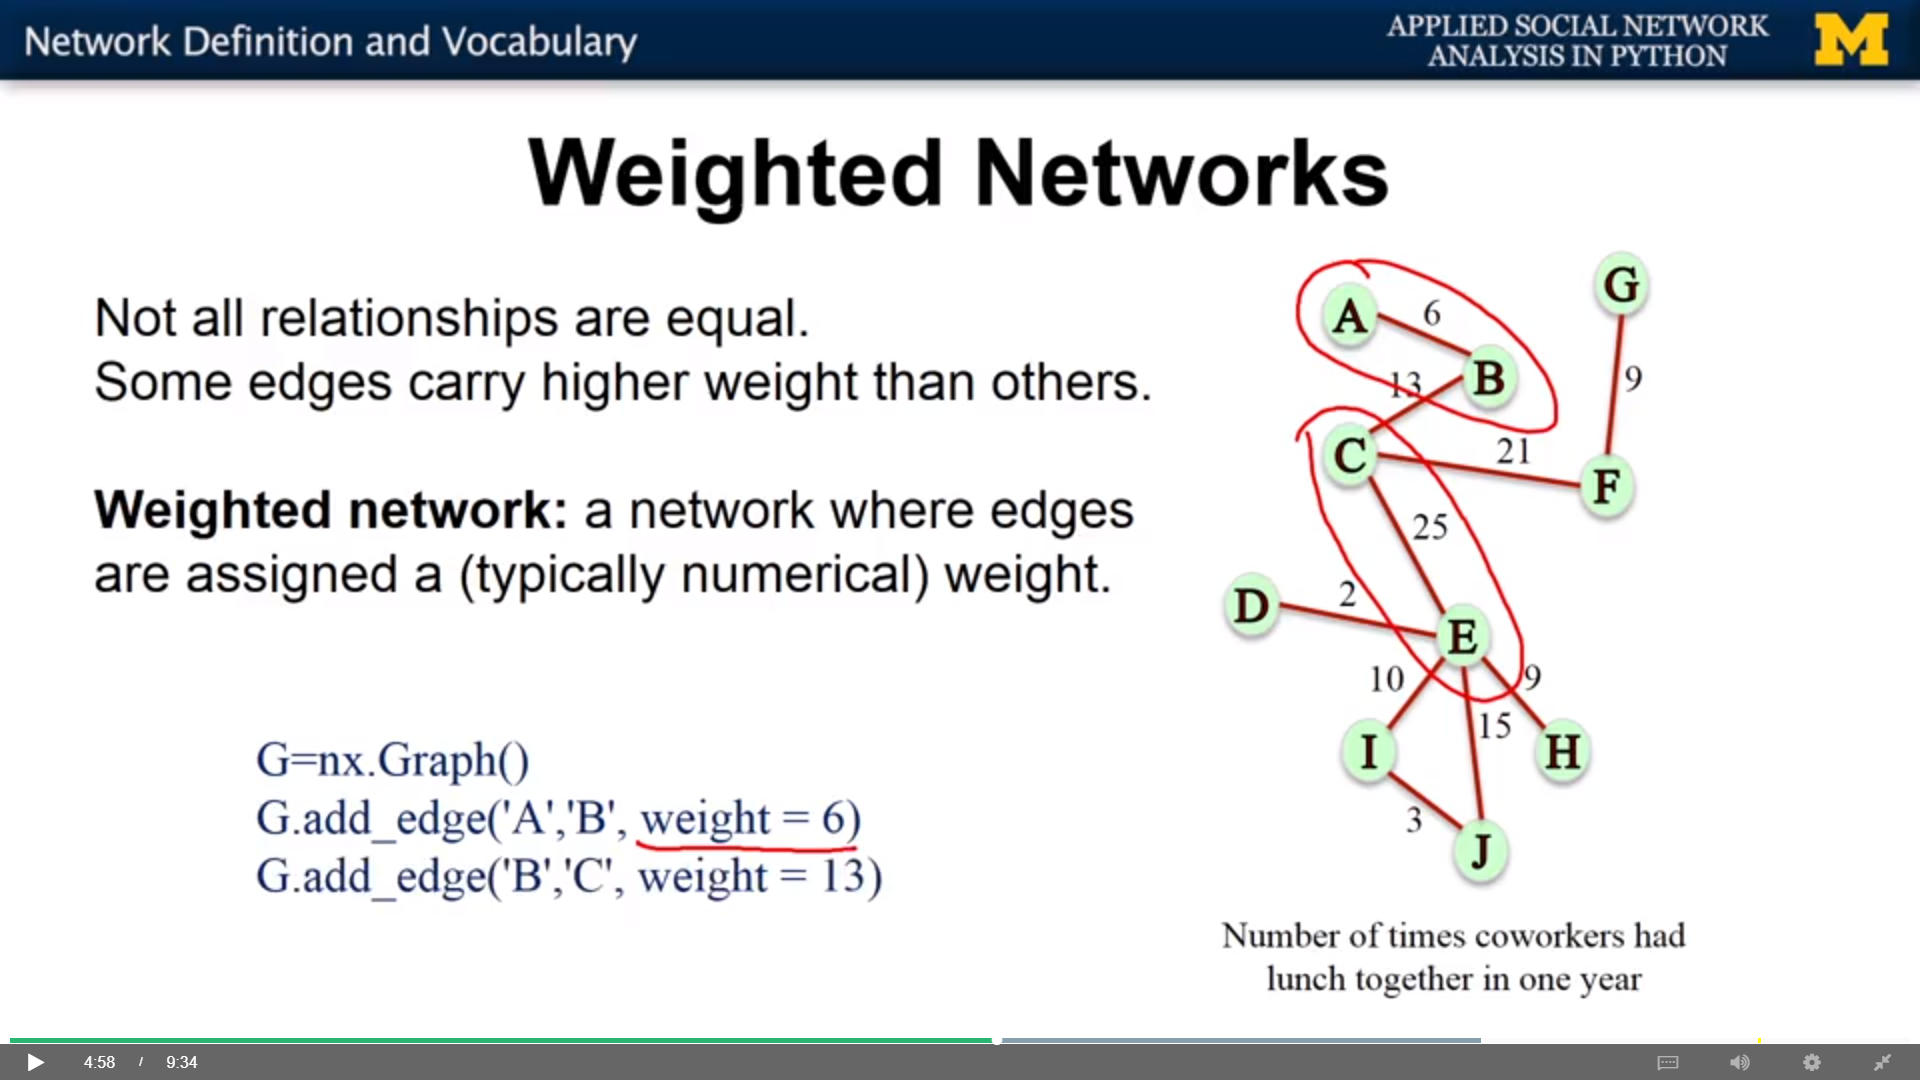 Network Definition and Vocabulary
APPLIED SOCIAL NETWORK
ANALYSIS IN PYTHON
M
Weighted Networks
Not all relationships are equal.
Some edges carry higher weight than others.
Weighted network: a network where edges
are assigned a (typically numerical) weight.
G=nx.Graph()
G.add_edge('A','B', weight = 6)
G.add_edge('B','C', weight = 13)
G
A
6
13
B
9
C
21
F
25
D
2
E
10
9
15
I
H
3
J
Number of times coworkers had
lunch together in one year
4:58 / 9:34